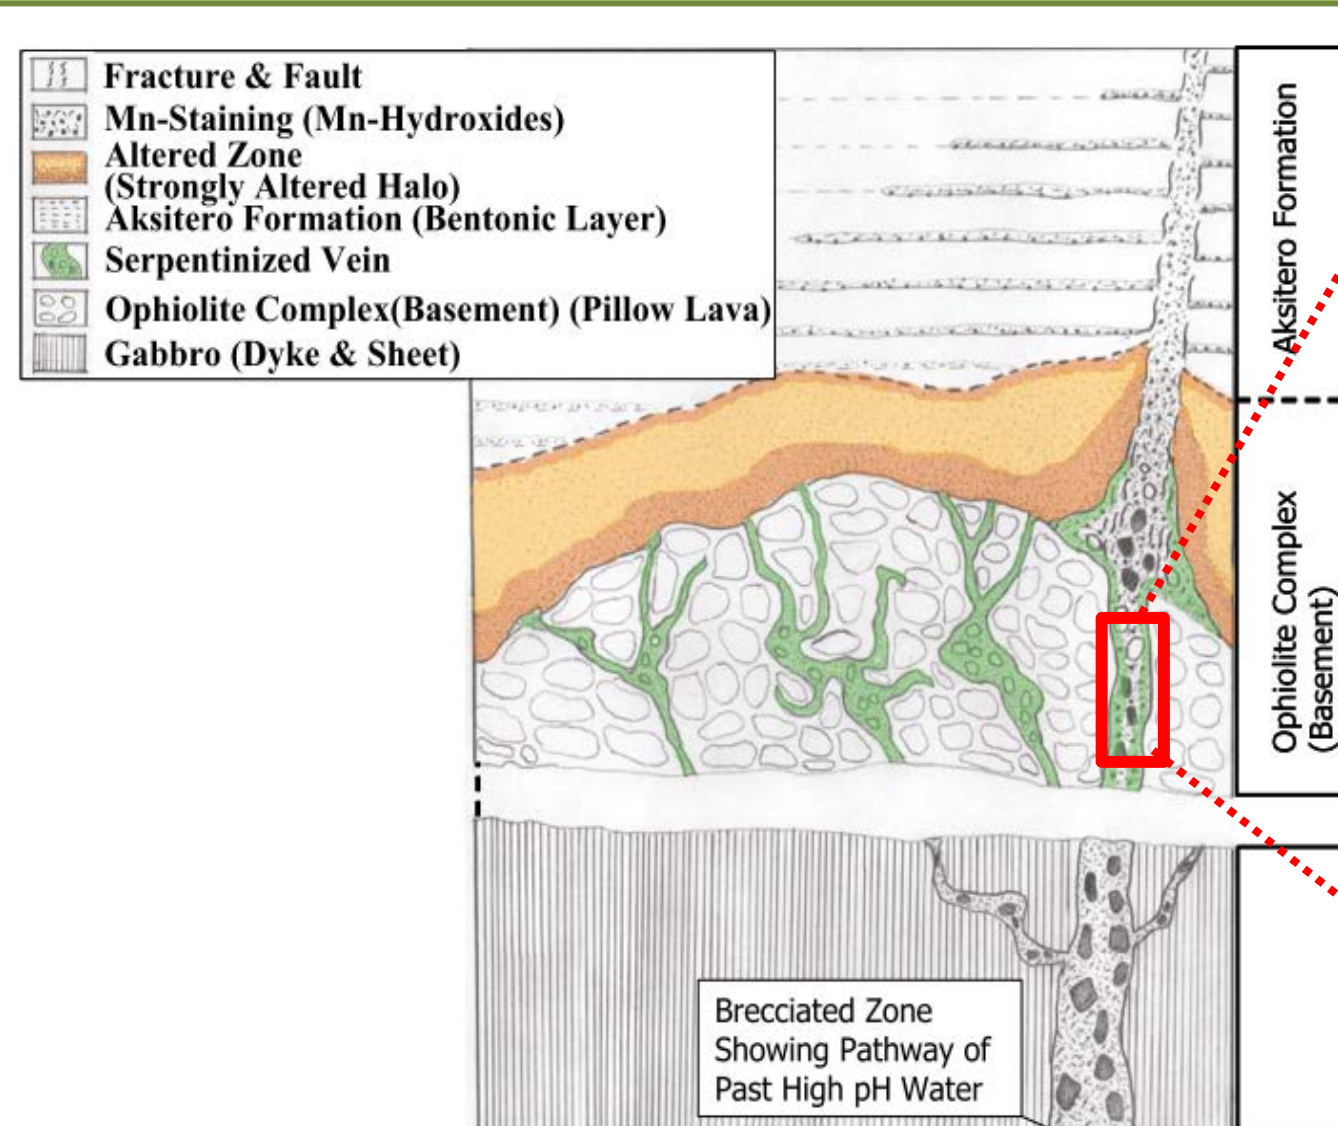 Fracture & Fault
Mn-Staining (Mn-Hydroxides)
Altered Zone
(Strongly Altered Halo)
Aksitero Formation (Bentonic Layer)
Serpentinized Vein
Ophiolite Complex(Basement) (Pillow Lava)
Gabbro (Dyke & Sheet)
Aksitero Formation
Ophiolite Complex
(Basement)
Brecciated Zone
Showing Pathway of
Past High pH Water